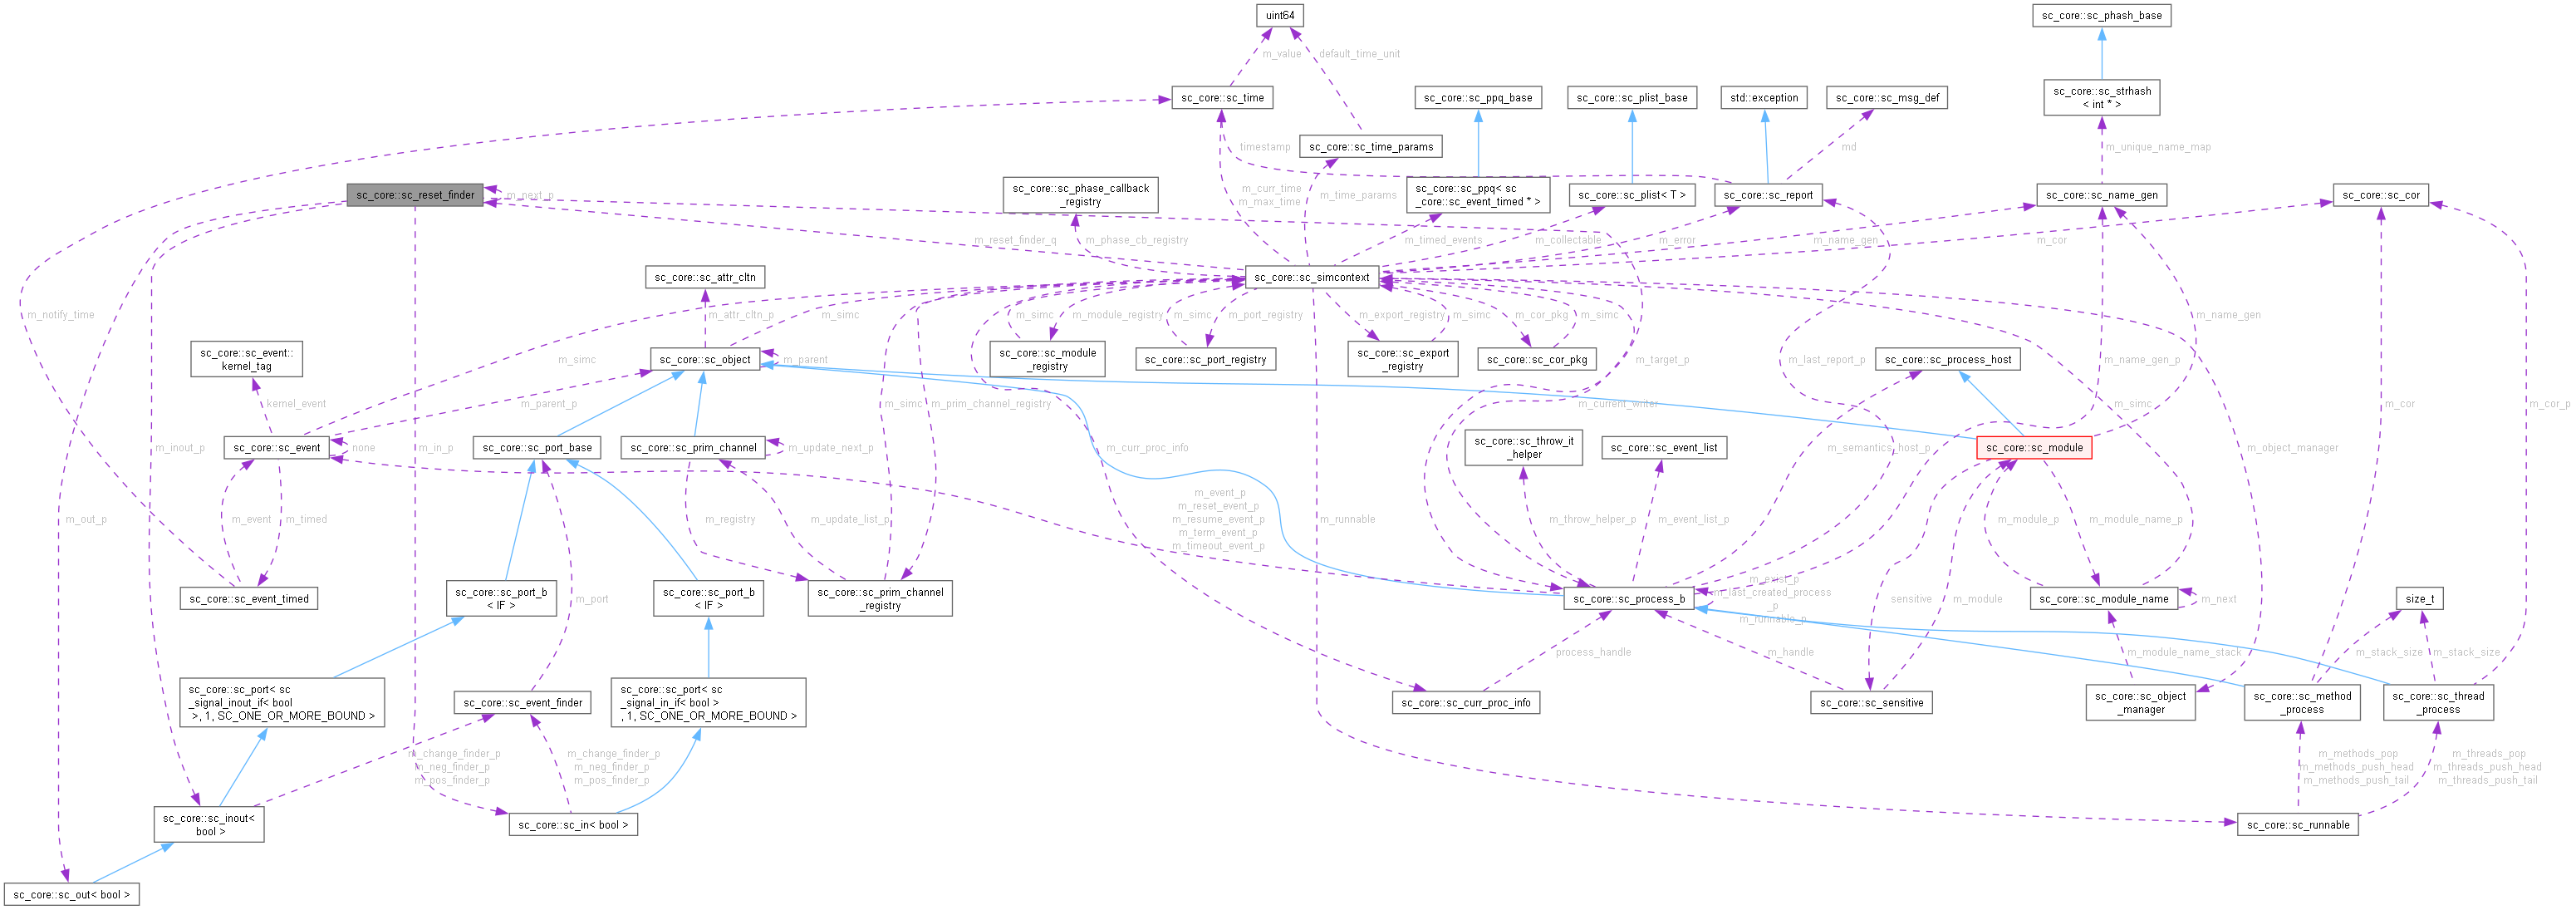 uint64
sc_core::sc_phash_base
m_value
default_time_unit
sc_core::sc_time
sc_core::sc_ppq_base
sc_core::sc_plist_base
std::exception
sc_core::sc_msg_def
sc_core::sc_strhash
< int * >
timestamp
sc_core::sc_time_params
md
m_unique_name_map
sc_core::sc_reset_finder
m_next_p
sc_core::sc_phase_callback
_registry
m_curr_time
m_max_time
m_time_params
sc_core::sc_ppq< sc
_core::sc_event_timed * >
sc_core::sc_plist< T >
sc_core::sc_report
sc_core::sc_name_gen
sc_core::sc_cor
m_reset_finder_q
m_phase_cb_registry
m_timed_events
m_collectable
m_error
m_name_gen
m_cor
sc_core::sc_attr_cltn
sc_core::sc_simcontext
m_notify_time
m_attr_cltn_p
m_simc
m_simc
m_module_registry
m_simc
m_port_registry
m_export_registry
m_simc
m_cor_pkg
m_simc
m_name_gen
sc_core::sc_event::
kernel_tag
m_simc
sc_core::sc_object
m_parent
sc_core::sc_module
_registry
sc_core::sc_port_registry
sc_core::sc_export
_registry
sc_core::sc_cor_pkg
m_target_p
m_last_report_p
sc_core::sc_process_host
m_name_gen_p
kernel_event
m_parent_p
m_simc
m_prim_channel_registry
m_current_writer
m_simc
m_cor
m_cor_p
sc_core::sc_event
none
m_inout_p
m_in_p
sc_core::sc_port_base
sc_core::sc_prim_channel
m_update_next_p
m_curr_proc_info
sc_core::sc_throw_it
_helper
sc_core::sc_event_list
m_semantics_host_p
sc_core::sc_module
m_object_manager
m_out_p
m_event
m_timed
m_registry
m_update_list_p
m_event_p
m_reset_event_p
m_resume_event_p
m_term_event_p
m_timeout_event_p
m_runnable
m_throw_helper_p
m_event_list_p
m_module_p
m_module_name_p
sc_core::sc_event_timed
sc_core::sc_port_b
< IF >
m_port
sc_core::sc_port_b
< IF >
sc_core::sc_prim_channel
_registry
sc_core::sc_process_b
m_exist_p
m_last_created_process
_p
m_runnable_p
sensitive
m_module
sc_core::sc_module_name
m_next
size_t
process_handle
m_handle
m_module_name_stack
m_stack_size
m_stack_size
sc_core::sc_port< sc
_signal_inout_if< bool
>, 1, SC_ONE_OR_MORE_BOUND >
sc_core::sc_event_finder
sc_core::sc_port< sc
_signal_in_if< bool >
, 1, SC_ONE_OR_MORE_BOUND >
sc_core::sc_curr_proc_info
sc_core::sc_sensitive
sc_core::sc_object
_manager
sc_core::sc_method
_process
sc_core::sc_thread
_process
m_change_finder_p
m_neg_finder_p
m_pos_finder_p
m_change_finder_p
m_neg_finder_p
m_pos_finder_p
m_methods_pop
m_methods_push_head
m_methods_push_tail
m_threads_pop
m_threads_push_head
m_threads_push_tail
sc_core::sc_inout<
bool >
sc_core::sc_in< bool >
sc_core::sc_runnable
sc_core::sc_out< bool >